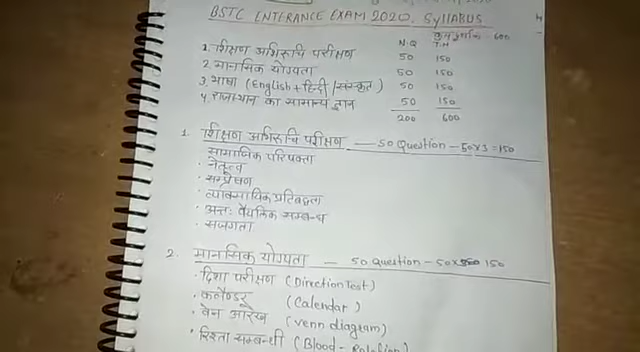 BSTC ENTERANCE EXAM 2020. SYllABUS
कुल पूर्णांक 600
N.Q T.M
1. शिक्षण अभिरूचि परीक्षण 50 150
2. मानसिक योग्यता 50 150
3. भाषा (English + हिन्दी / संस्कृत) 50 150
4. राजस्थान का सामान्य ज्ञान 50 150
200 600
1. शिक्षण अभिरूचि परीक्षण — 50 Question – 50×3 = 150
सामाजिक परिपक्वता
· नेतृत्व
· सम्प्रेषण
· व्यावसायिक प्रतिबद्धता
· अन्तः वैयक्तिक सम्बन्ध
· सजगता
2. मानसिक योग्यता — 50 Question – 50× 150
· दिशा परीक्षण (Direction Test)
· कलैण्डर (Calendar)
· वेन आरेख (venn diagram)
· रिश्ता सम्बन्धी (Blood - Relation)